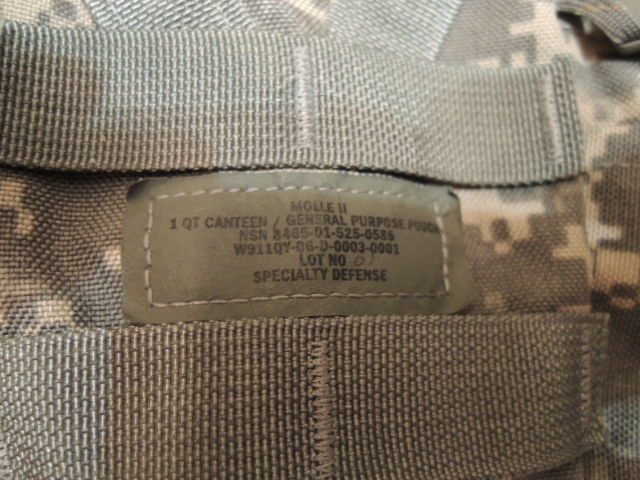 MOLLE II
1 QT CANTEEN / GENERAL PURPOSE POUCH
NSN 8465-01-525-0585
W911QY-06-D-0003-0001
LOT NO
SPECIALTY DEFENSE